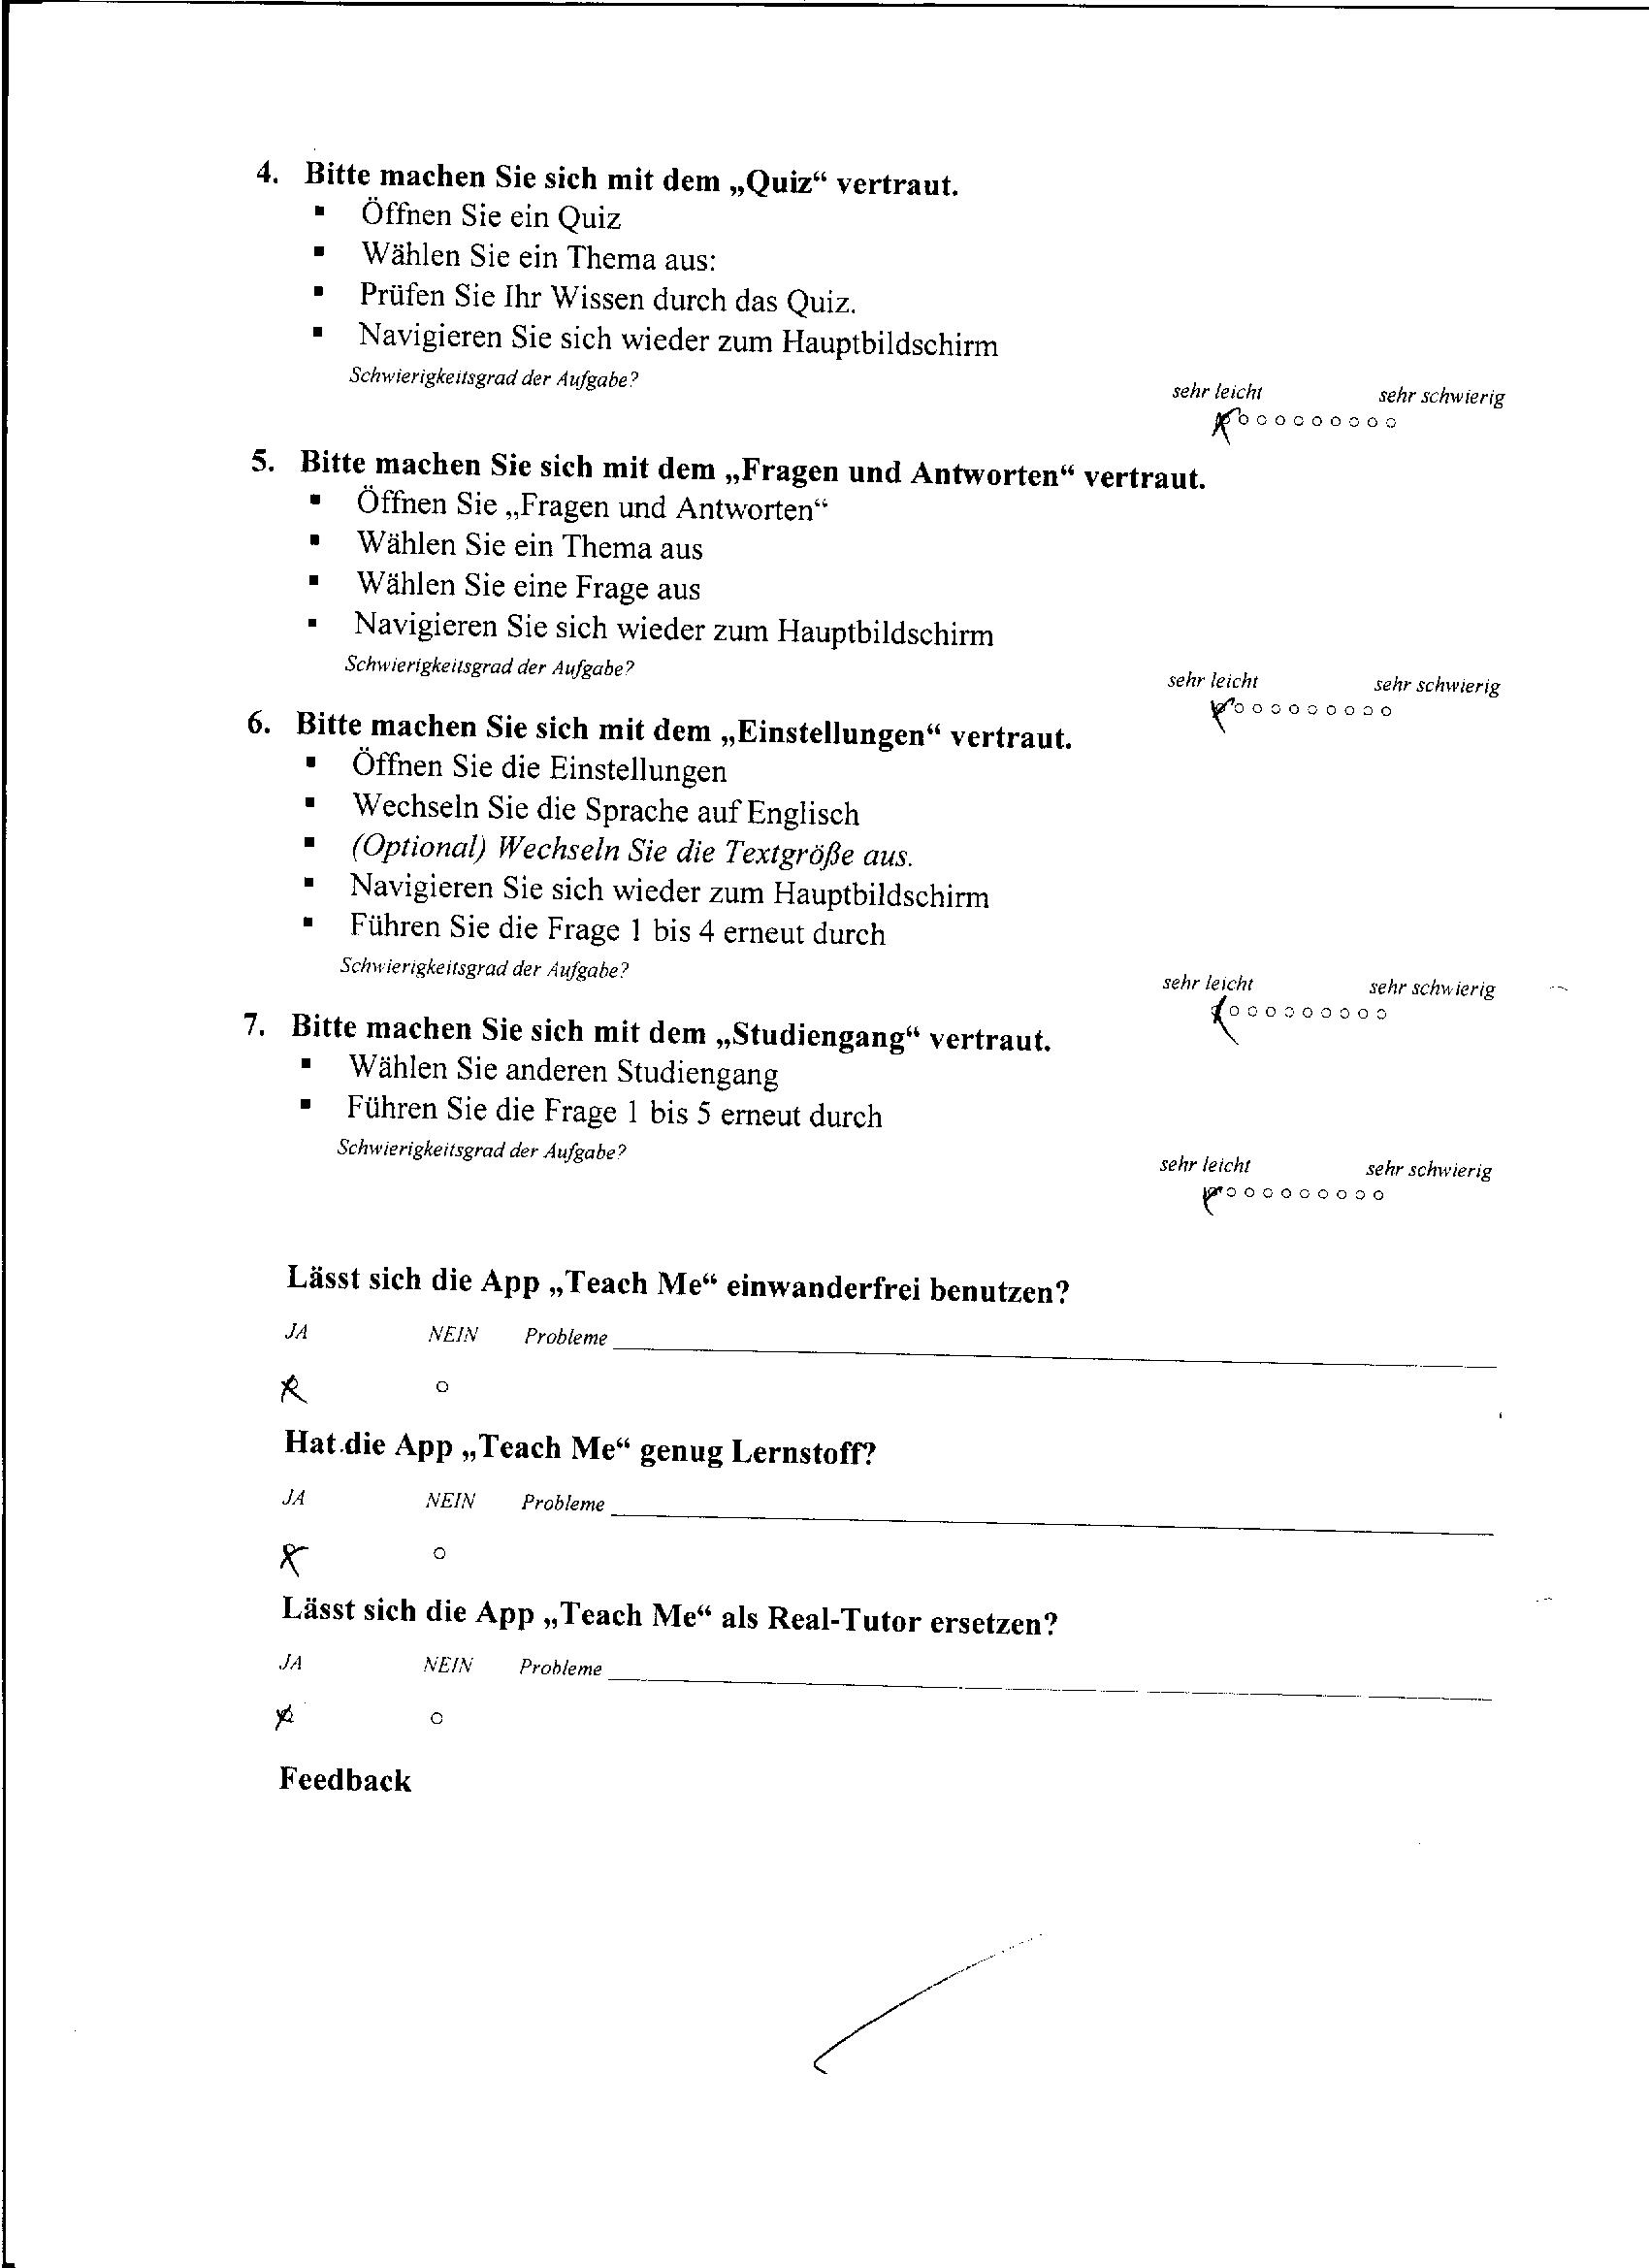 4. Bitte machen Sie sich mit dem „Quiz“ vertraut.
▪ Öffnen Sie ein Quiz
▪ Wählen Sie ein Thema aus:
▪ Prüfen Sie Ihr Wissen durch das Quiz.
▪ Navigieren Sie sich wieder zum Hauptbildschirm
Schwierigkeitsgrad der Aufgabe?
sehr leicht sehr schwierig
5. Bitte machen Sie sich mit dem „Fragen und Antworten“ vertraut.
▪ Öffnen Sie „Fragen und Antworten“
▪ Wählen Sie ein Thema aus
▪ Wählen Sie eine Frage aus
▪ Navigieren Sie sich wieder zum Hauptbildschirm
Schwierigkeitsgrad der Aufgabe?
sehr leicht sehr schwierig
6. Bitte machen Sie sich mit dem „Einstellungen“ vertraut.
▪ Öffnen Sie die Einstellungen
▪ Wechseln Sie die Sprache auf Englisch
▪ (Optional) Wechseln Sie die Textgröße aus.
▪ Navigieren Sie sich wieder zum Hauptbildschirm
▪ Führen Sie die Frage 1 bis 4 erneut durch
Schwierigkeitsgrad der Aufgabe?
sehr leicht sehr schwierig
7. Bitte machen Sie sich mit dem „Studiengang“ vertraut.
▪ Wählen Sie anderen Studiengang
▪ Führen Sie die Frage 1 bis 5 erneut durch
Schwierigkeitsgrad der Aufgabe?
sehr leicht sehr schwierig
Lässt sich die App „Teach Me“ einwanderfrei benutzen?
JA NEIN Probleme
Hat die App „Teach Me“ genug Lernstoff?
JA NEIN Probleme
Lässt sich die App „Teach Me“ als Real-Tutor ersetzen?
JA NEIN Probleme
Feedback